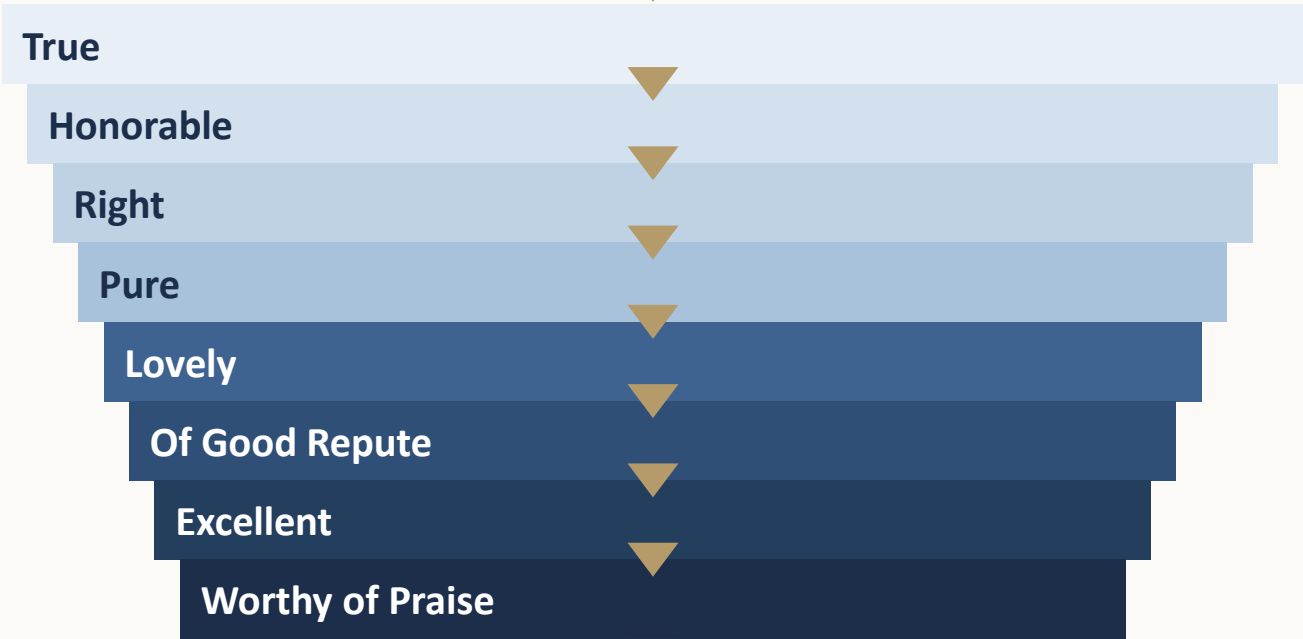 True
Honorable
Right
Pure
Lovely
Of Good Repute
Excellent
Worthy of Praise